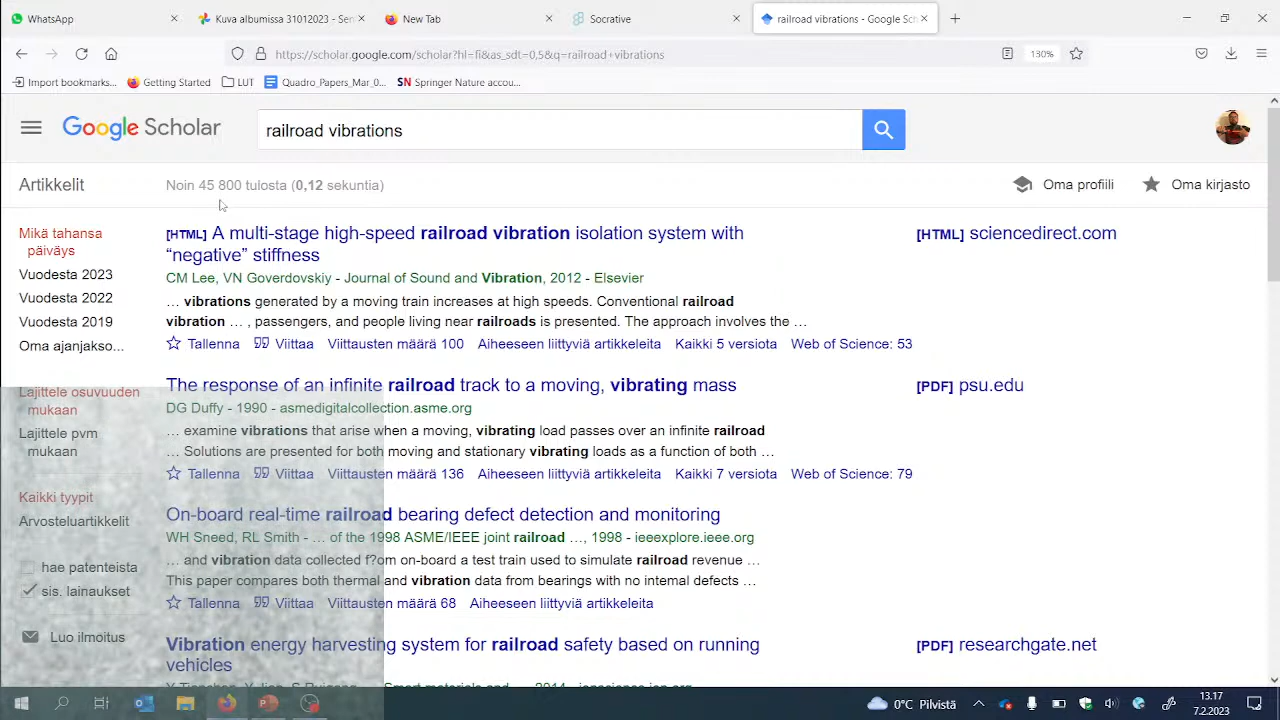 WhatsApp
Kuva albumissa 31012023 - Sen
New Tab
Socrative
railroad vibrations - Google Sch
https://scholar.google.com/scholar?hl=fi&as_sdt=0,5&q=railroad+vibrations
130%
Import bookmarks...
Getting Started
LUT
Quadro_Papers_Mar_0...
SN Springer Nature accou...
Google Scholar
railroad vibrations
Artikkelit
Noin 45 800 tulosta (0,12 sekuntia)
Oma profiili
Oma kirjasto
Mikä tahansa
päiväys
Vuodesta 2023
Vuodesta 2022
Vuodesta 2019
Oma ajanjakso...
Lajittele osuvuuden
mukaan
Lajittele pvm
mukaan
Kaikki tyypit
Arvosteluartikkelit
hae patenteista
sis. lainaukset
Luo ilmoitus
[HTML] A multi-stage high-speed railroad vibration isolation system with
“negative” stiffness
[HTML] sciencedirect.com
CM Lee, VN Goverdovskiy - Journal of Sound and Vibration, 2012 - Elsevier
… vibrations generated by a moving train increases at high speeds. Conventional railroad
vibration … , passengers, and people living near railroads is presented. The approach involves the …
Tallenna Viittaa Viittausten määrä 100 Aiheeseen liittyviä artikkeleita Kaikki 5 versiota Web of Science: 53
The response of an infinite railroad track to a moving, vibrating mass
[PDF] psu.edu
DG Duffy - 1990 - asmedigitalcollection.asme.org
… examine vibrations that arise when a moving, vibrating load passes over an infinite railroad
… Solutions are presented for both moving and stationary vibrating loads as a function of both …
Tallenna Viittaa Viittausten määrä 136 Aiheeseen liittyviä artikkeleita Kaikki 7 versiota Web of Science: 79
On-board real-time railroad bearing defect detection and monitoring
WH Sneed, RL Smith - … of the 1998 ASME/IEEE joint railroad …, 1998 - ieeexplore.ieee.org
… and vibration data collected f?om on-board a test train used to simulate railroad revenue …
This paper compares both thermal and vibration data from bearings with no intemal defects …
Tallenna Viittaa Viittausten määrä 68 Aiheeseen liittyviä artikkeleita
Vibration energy harvesting system for railroad safety based on running
vehicles
[PDF] researchgate.net
0°C Pilvistä
13.17
7.2.2023